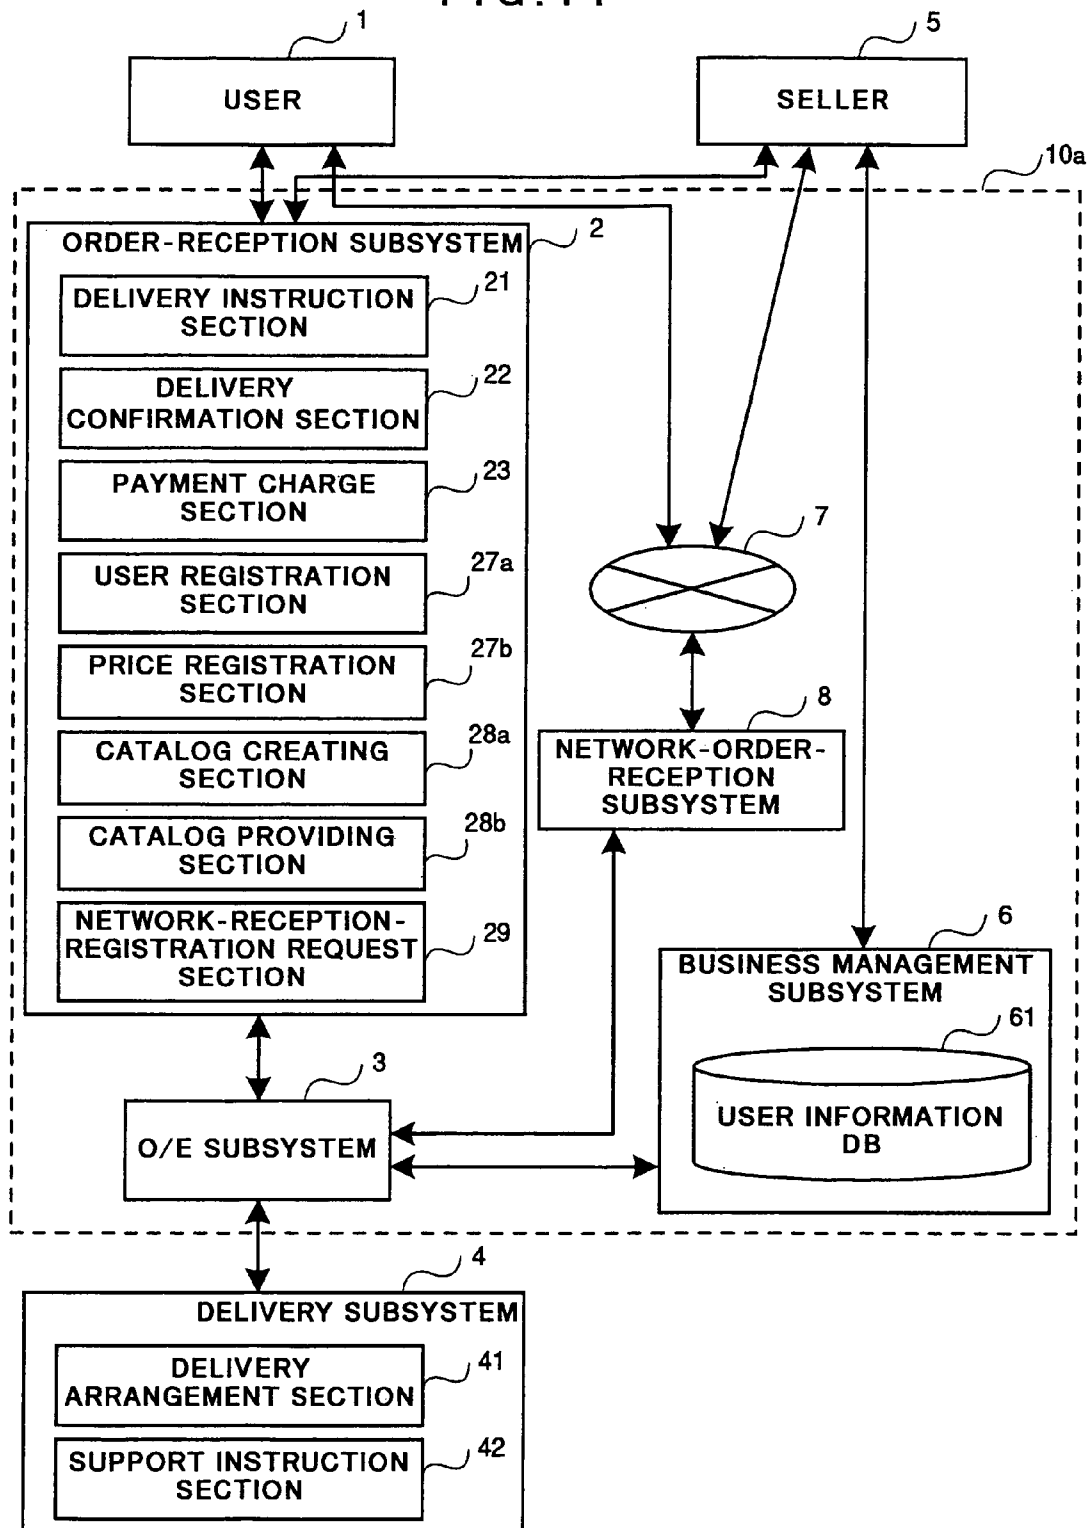 1
5
USER
SELLER
10a
ORDER-RECEPTION SUBSYSTEM
2
DELIVERY INSTRUCTION
SECTION
21
DELIVERY
CONFIRMATION SECTION
22
PAYMENT CHARGE
SECTION
23
USER REGISTRATION
SECTION
27a
PRICE REGISTRATION
SECTION
27b
CATALOG CREATING
SECTION
28a
CATALOG PROVIDING
SECTION
28b
NETWORK-RECEPTION-
REGISTRATION REQUEST
SECTION
29
7
8
NETWORK-ORDER-
RECEPTION
SUBSYSTEM
6
BUSINESS MANAGEMENT
SUBSYSTEM
61
USER INFORMATION
DB
3
O/E SUBSYSTEM
4
DELIVERY SUBSYSTEM
DELIVERY
ARRANGEMENT SECTION
41
SUPPORT INSTRUCTION
SECTION
42